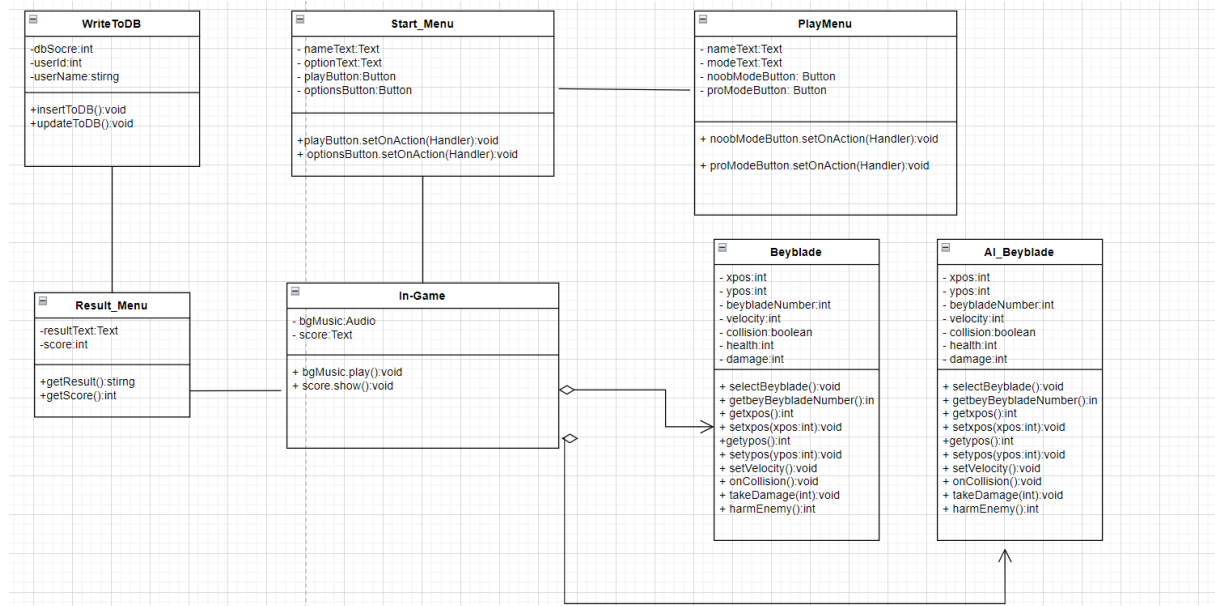 WriteToDB
-dbSocre:int
-userId:int
-userName:stirng
+insertToDB():void
+updateToDB():void
Start_Menu
- nameText:Text
- optionText:Text
- playButton:Button
- optionsButton:Button
+playButton.setOnAction(Handler):void
+ optionsButton.setOnAction(Handler):void
PlayMenu
- nameText:Text
- modeText:Text
- noobModeButton: Button
- proModeButton: Button
+ noobModeButton.setOnAction(Handler):void
+ proModeButton.setOnAction(Handler):void
Result_Menu
-resultText:Text
-score:int
+getResult():stirng
+getScore():int
In-Game
- bgMusic:Audio
- score:Text
+ bgMusic.play():void
+ score.show():void
Beyblade
- xpos:int
- ypos:int
- beybladeNumber:int
- velocity:int
- collision:boolean
- health:int
- damage:int
+ selectBeyblade():void
+ getbeyBeybladeNumber():in
+ getxpos():int
+ setxpos(xpos:int):void
+getypos():int
+ setypos(ypos:int):void
+ setVelocity():void
+ onCollision():void
+ takeDamage(int):void
+ harmEnemy():int
AI_Beyblade
- xpos:int
- ypos:int
- beybladeNumber:int
- velocity:int
- collision:boolean
- health:int
- damage:int
+ selectBeyblade():void
+ getbeyBeybladeNumber():in
+ getxpos():int
+ setxpos(xpos:int):void
+getypos():int
+ setypos(ypos:int):void
+ setVelocity():void
+ onCollision():void
+ takeDamage(int):void
+ harmEnemy():int